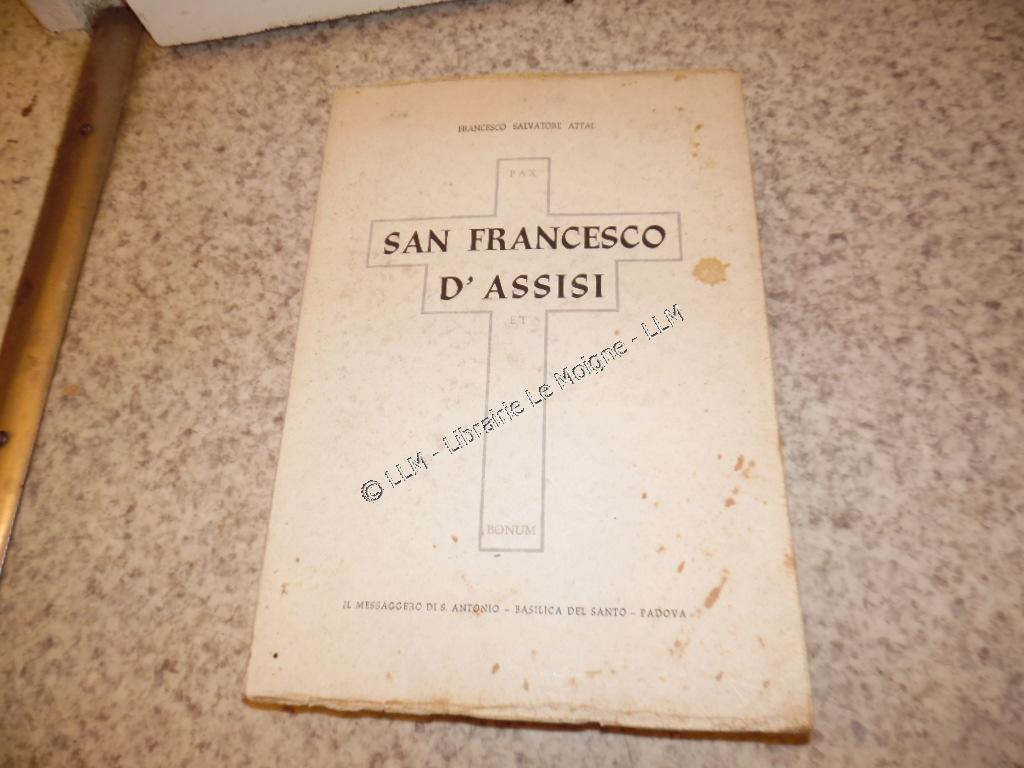 FRANCESCO SALVATORE ATTAL
PAX
SAN FRANCESCO
D' ASSISI
ET
© LLM - Librairie Le Moigne - LLM
BONUM
IL MESSAGGERO DI S. ANTONIO - BASILICA DEL SANTO - PADOVA